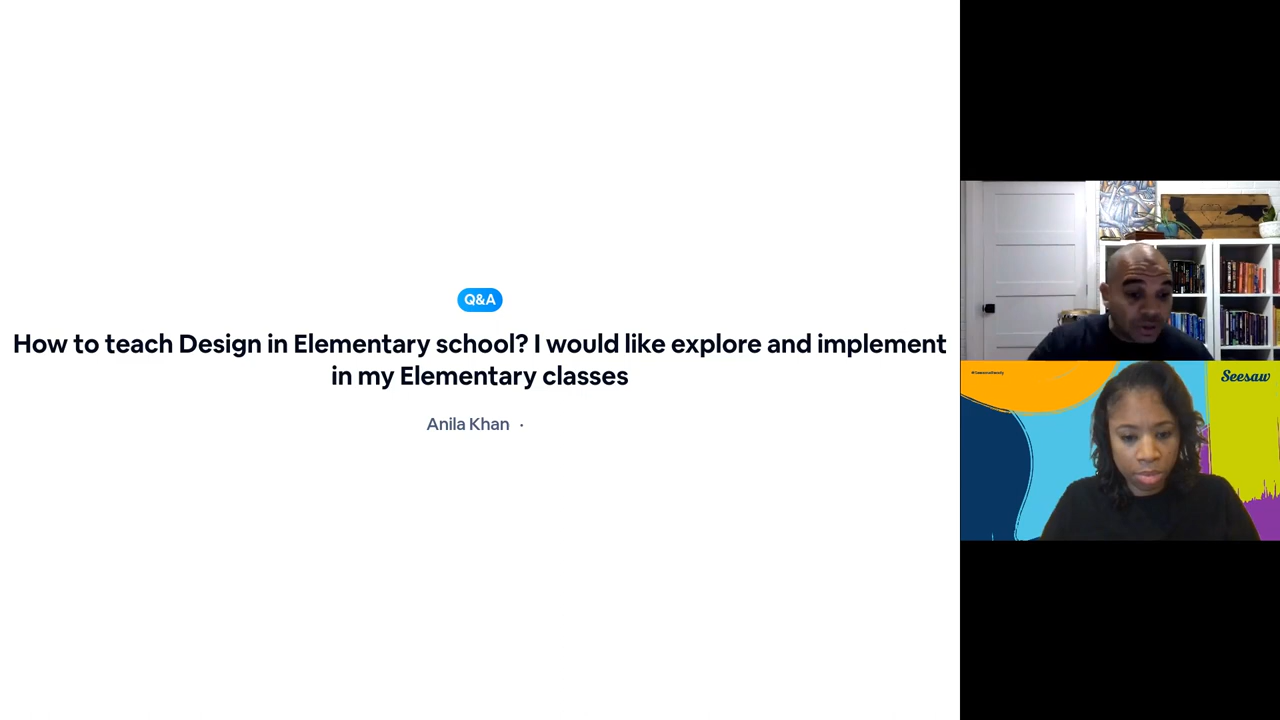 Q&A
How to teach Design in Elementary school? I would like explore and implement
in my Elementary classes
Anila Khan ·
Seesaw